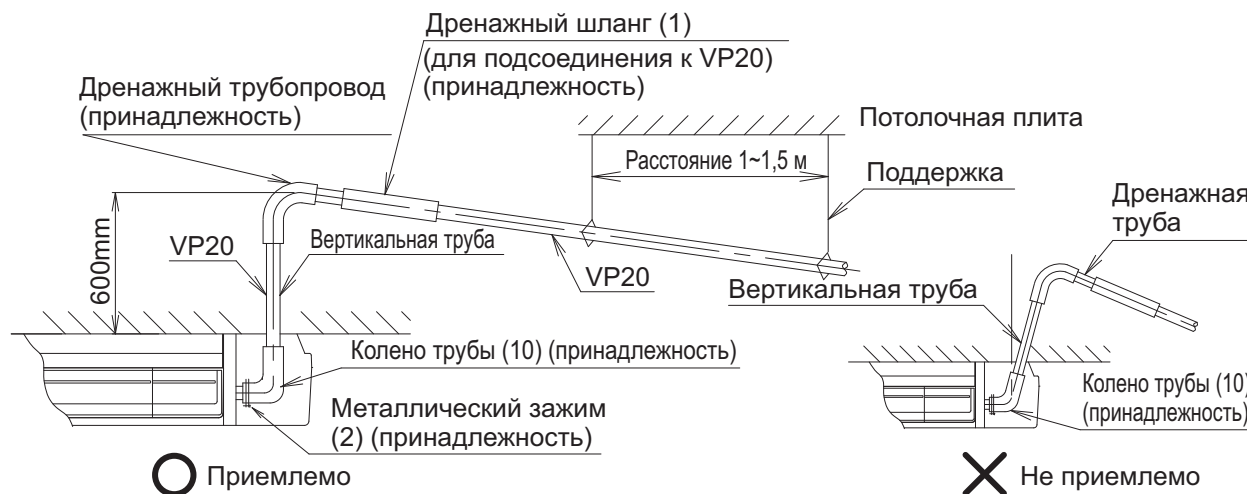 Дренажный шланг (1)
(для подсоединения к VP20)
(принадлежность)
Дренажный трубопровод
(принадлежность)
Потолочная плита
Расстояние 1~1,5 м
Поддержка
Дренажная
труба
600mm
VP20
Вертикальная труба
VP20
Вертикальная труба
Колено трубы (10) (принадлежность)
Металлический зажим
(2) (принадлежность)
Колено трубы (10)
(принадлежность)
Приемлемо
Не приемлемо